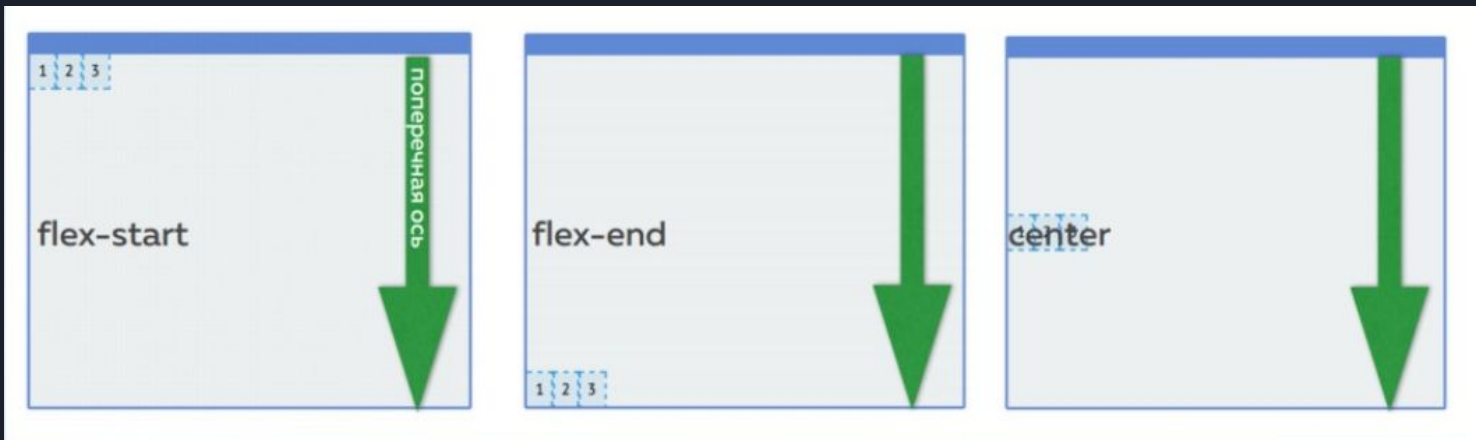 1 2 3
поперечная ось
flex-start
flex-end
1 2 3
center